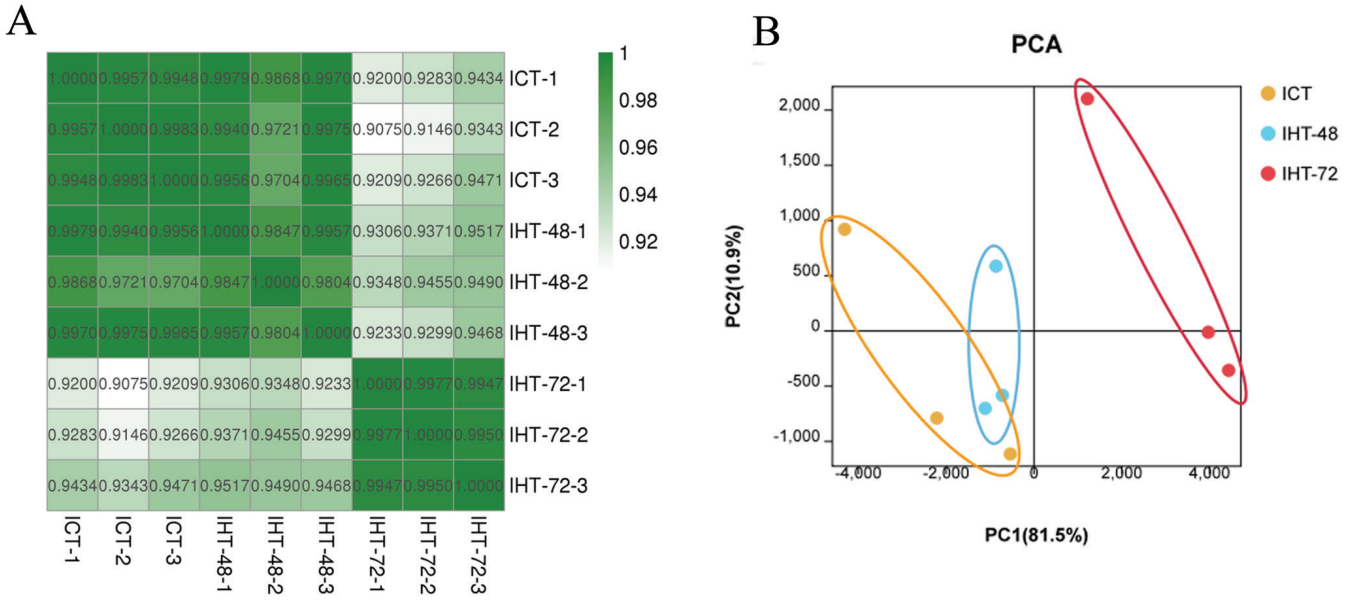 A
1.0000 0.9957 0.9948 0.9979 0.9868 0.9970 0.9200 0.9283 0.9434 ICT-1
0.9957 1.0000 0.9983 0.9940 0.9721 0.9975 0.9075 0.9146 0.9343 ICT-2
0.9948 0.9983 1.0000 0.9956 0.9704 0.9965 0.9209 0.9266 0.9471 ICT-3
0.9979 0.9940 0.9956 1.0000 0.9847 0.9957 0.9306 0.9371 0.9517 IHT-48-1
0.9868 0.9721 0.9704 0.9847 1.0000 0.9804 0.9348 0.9455 0.9490 IHT-48-2
0.9970 0.9975 0.9965 0.9957 0.9804 1.0000 0.9233 0.9299 0.9468 IHT-48-3
0.9200 0.9075 0.9209 0.9306 0.9348 0.9233 1.0000 0.9977 0.9947 IHT-72-1
0.9283 0.9146 0.9266 0.9371 0.9455 0.9299 0.9977 1.0000 0.9950 IHT-72-2
0.9434 0.9343 0.9471 0.9517 0.9490 0.9468 0.9947 0.9950 1.0000 IHT-72-3
ICT-1 ICT-2 ICT-3 IHT-48-1 IHT-48-2 IHT-48-3 IHT-72-1 IHT-72-2 IHT-72-3
1
0.98
0.96
0.94
0.92
B
PCA
2,000
1,500
1,000
500
0
-500
-1,000
PC2(10.9%)
-4,000 -2,000 0 2,000 4,000
PC1(81.5%)
ICT
IHT-48
IHT-72